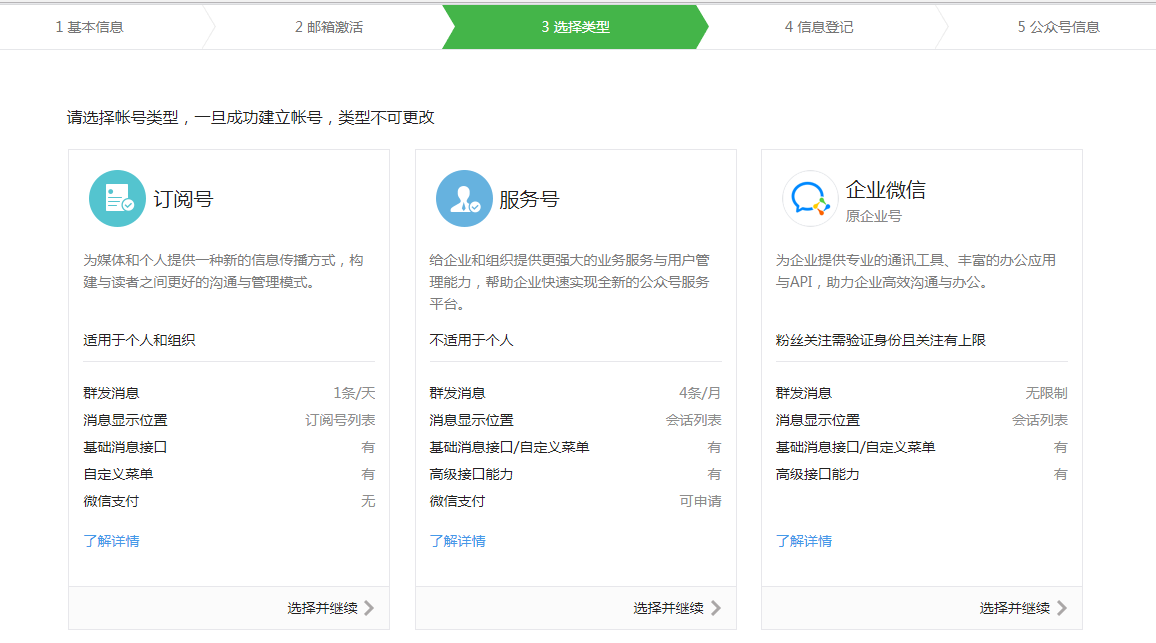 1 基本信息
2 邮箱激活
3 选择类型
4 信息登记
5 公众号信息
请选择帐号类型，一旦成功建立帐号，类型不可更改
订阅号
为媒体和个人提供一种新的信息传播方式，构
建与读者之间更好的沟通与管理模式。
适用于个人和组织
群发消息 1条/天
消息显示位置 订阅号列表
基础消息接口 有
自定义菜单 有
微信支付 无
了解详情
选择并继续
服务号
给企业和组织提供更强大的业务服务与用户管
理能力，帮助企业快速实现全新的公众号服务
平台。
不适用于个人
群发消息 4条/月
消息显示位置 会话列表
基础消息接口/自定义菜单 有
高级接口能力 有
微信支付 可申请
了解详情
选择并继续
企业微信
原企业号
为企业提供专业的通讯工具、丰富的办公应用
与API，助力企业高效沟通与办公。
粉丝关注需验证身份且关注有上限
群发消息 无限制
消息显示位置 会话列表
基础消息接口/自定义菜单 有
高级接口能力 有
了解详情
选择并继续